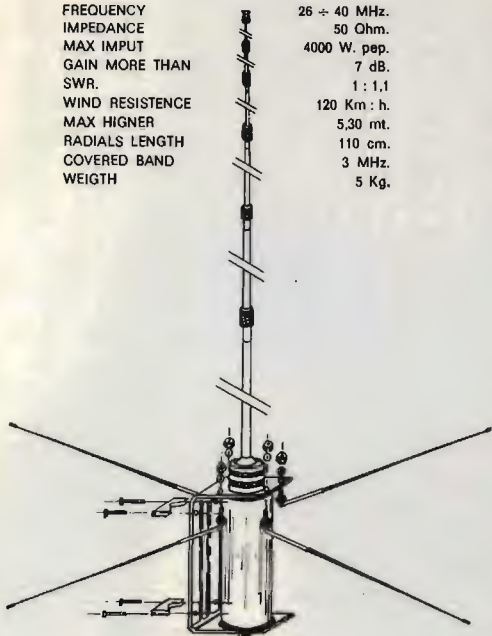 FREQUENCY 26 ÷ 40 MHz.
IMPEDANCE 50 Ohm.
MAX IMPUT 4000 W. pep.
GAIN MORE THAN 7 dB.
SWR. 1 : 1,1
WIND RESISTENCE 120 Km : h.
MAX HIGNER 5,30 mt.
RADIALS LENGTH 110 cm.
COVERED BAND 3 MHz.
WEIGTH 5 Kg.